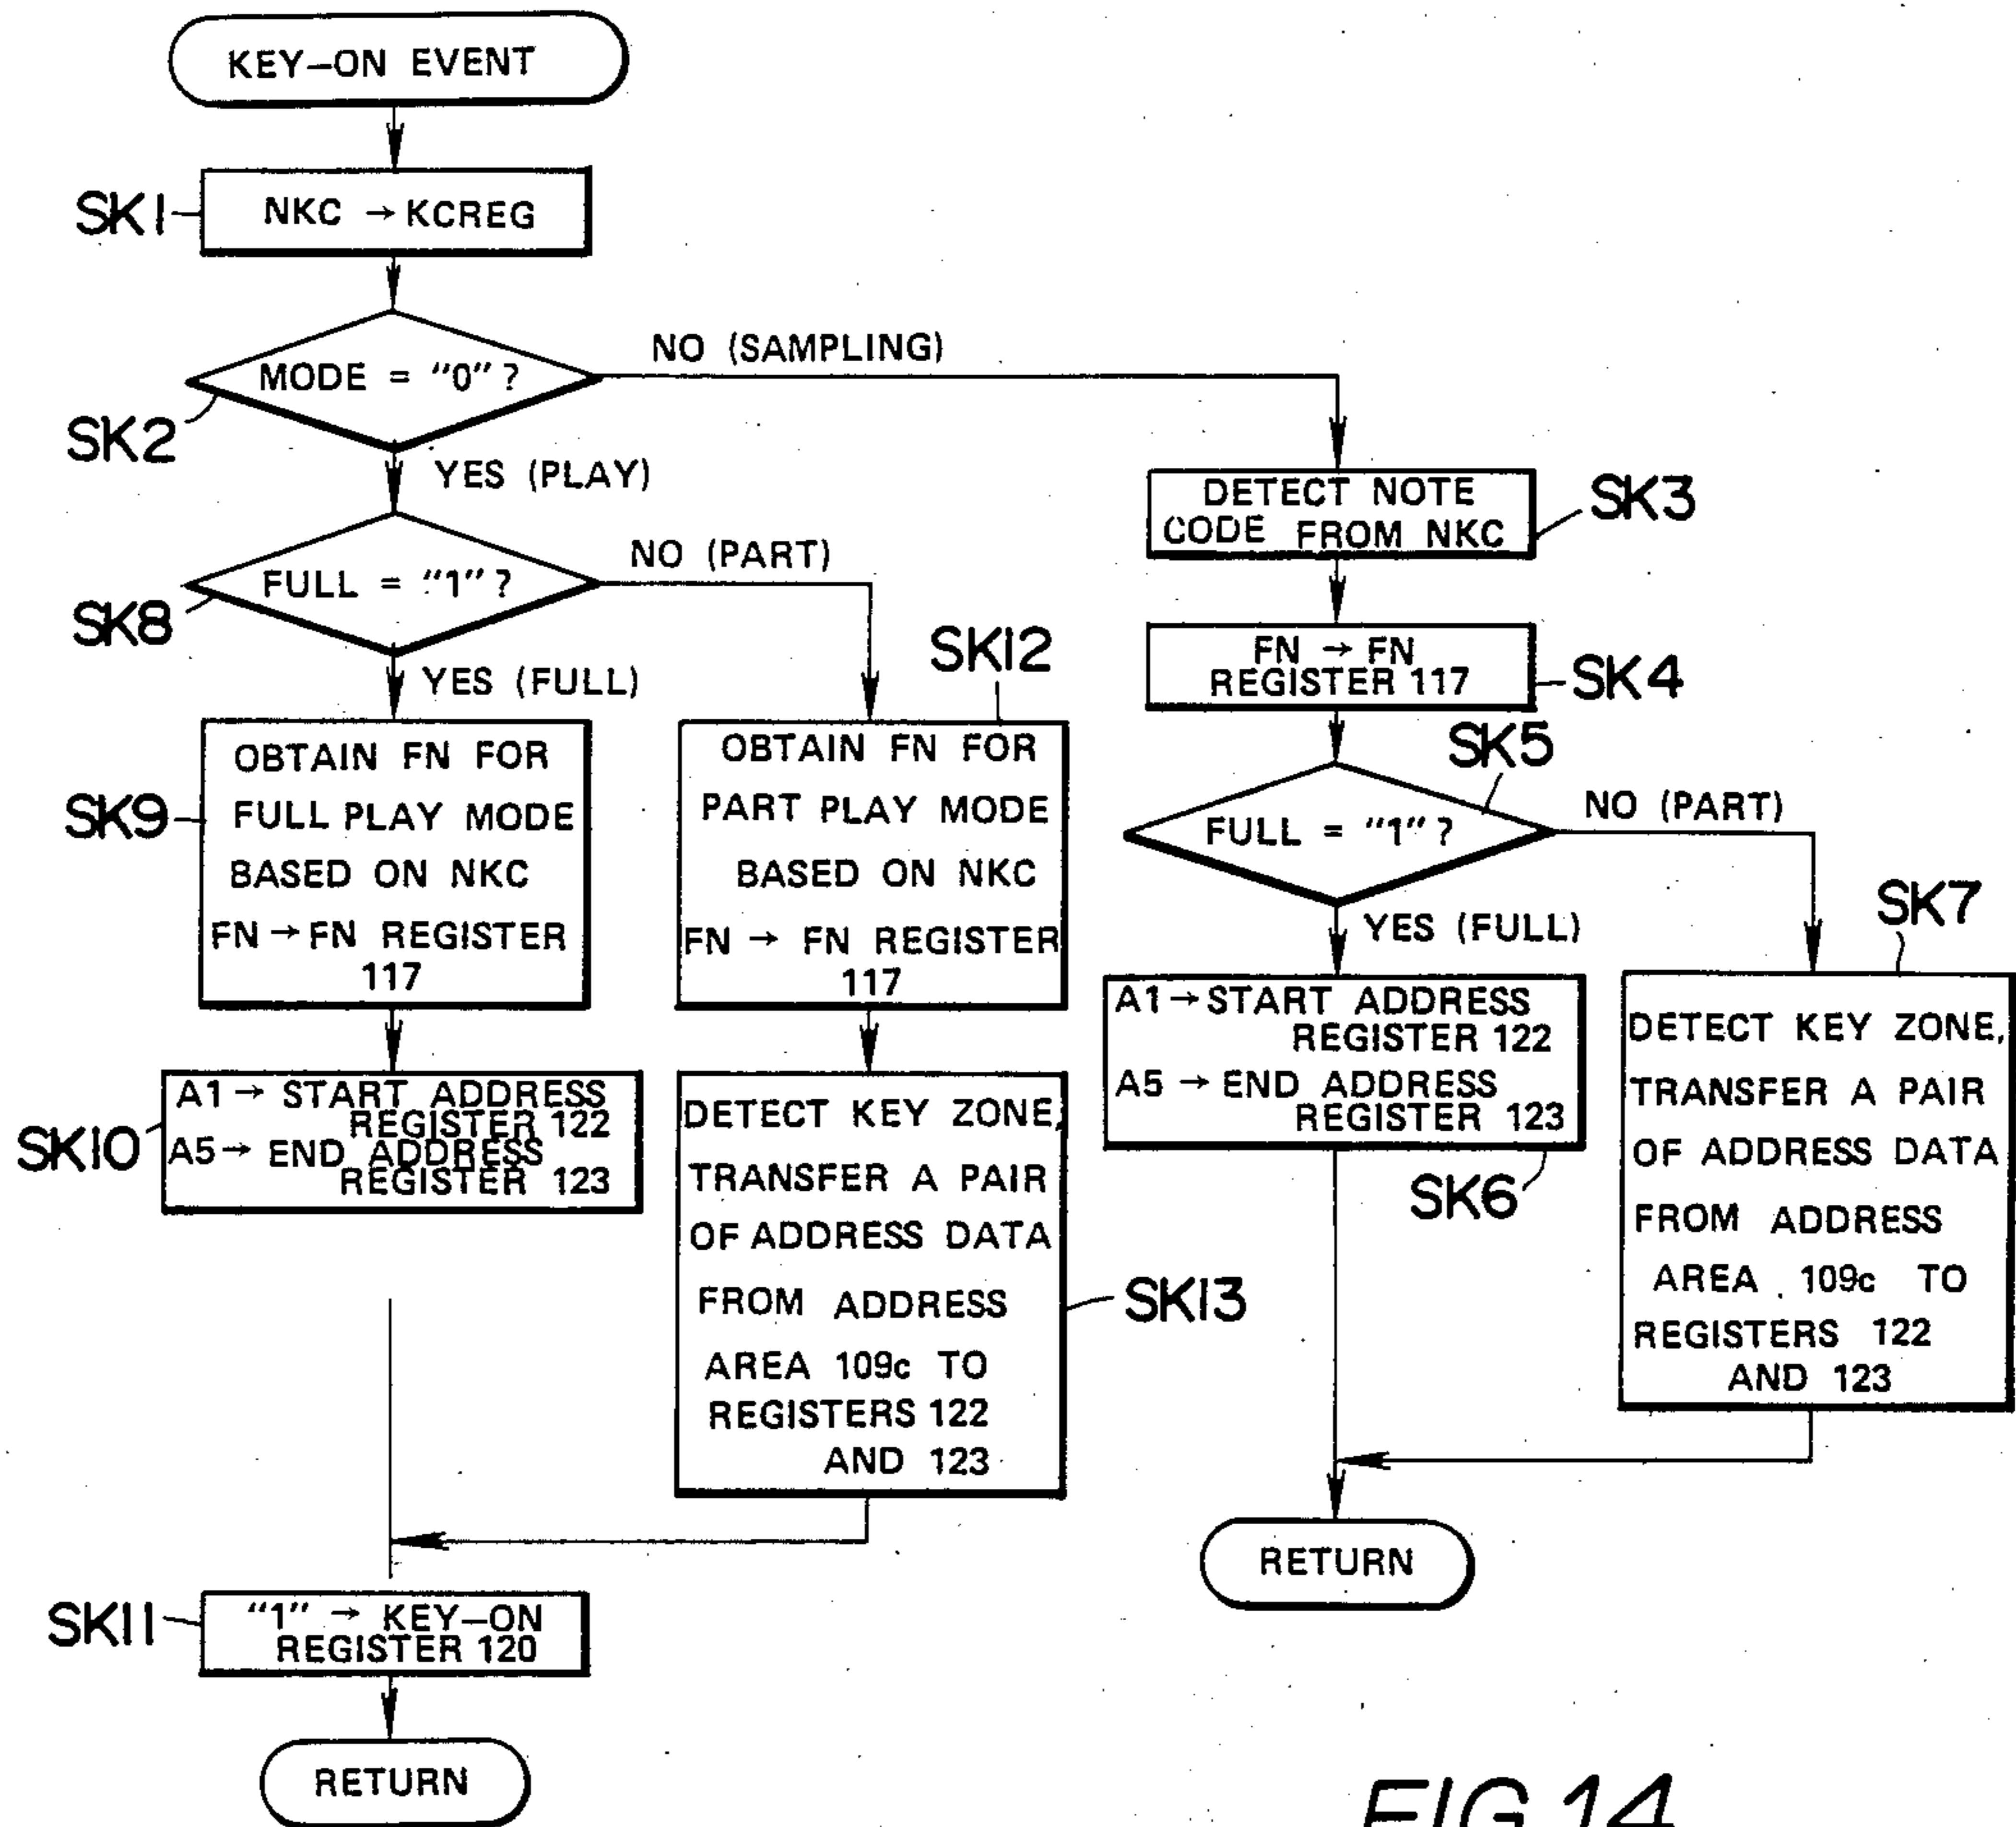 KEY-ON EVENT
SK1
NKC → KCREG
MODE = "0"?
NO (SAMPLING)
SK2
YES (PLAY)
FULL = "1"?
NO (PART)
SK8
YES (FULL)
SK9
OBTAIN FN FOR
FULL PLAY MODE
BASED ON NKC
FN → FN REGISTER
117
SK10
A1 → START ADDRESS
REGISTER 122
A5 → END ADDRESS
REGISTER 123
SK12
OBTAIN FN FOR
PART PLAY MODE
BASED ON NKC
FN → FN REGISTER
117
SK13
DETECT KEY ZONE,
TRANSFER A PAIR
OF ADDRESS DATA
FROM ADDRESS
AREA 109c TO
REGISTERS 122
AND 123
SK11
"1" → KEY-ON
REGISTER 120
RETURN
SK3
DETECT NOTE
CODE FROM NKC
SK4
FN → FN
REGISTER 117
SK5
FULL = "1"?
NO (PART)
YES (FULL)
SK6
A1 → START ADDRESS
REGISTER 122
A5 → END ADDRESS
REGISTER 123
SK7
DETECT KEY ZONE,
TRANSFER A PAIR
OF ADDRESS DATA
FROM ADDRESS
AREA 109c TO
REGISTERS 122
AND 123
RETURN
FIG.14